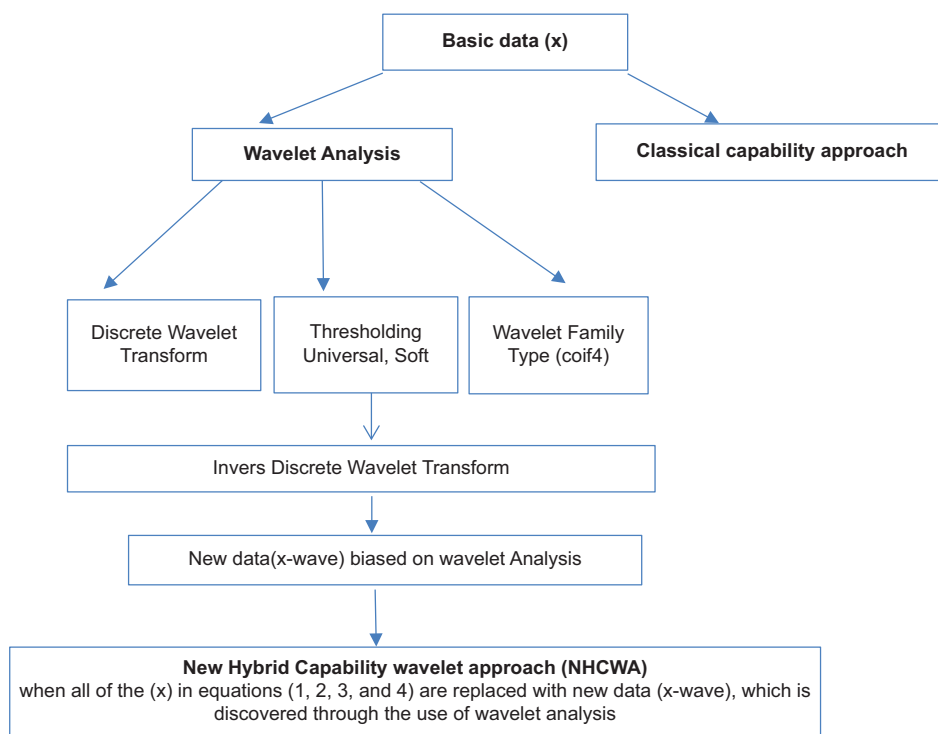 Basic data (x)
Wavelet Analysis
Classical capability approach
Discrete Wavelet
Transform
Thresholding
Universal, Soft
Wavelet Family
Type (coif4)
Invers Discrete Wavelet Transform
New data(x-wave) biased on wavelet Analysis
New Hybrid Capability wavelet approach (NHCWA)
when all of the (x) in equations (1, 2, 3, and 4) are replaced with new data (x-wave), which is
discovered through the use of wavelet analysis